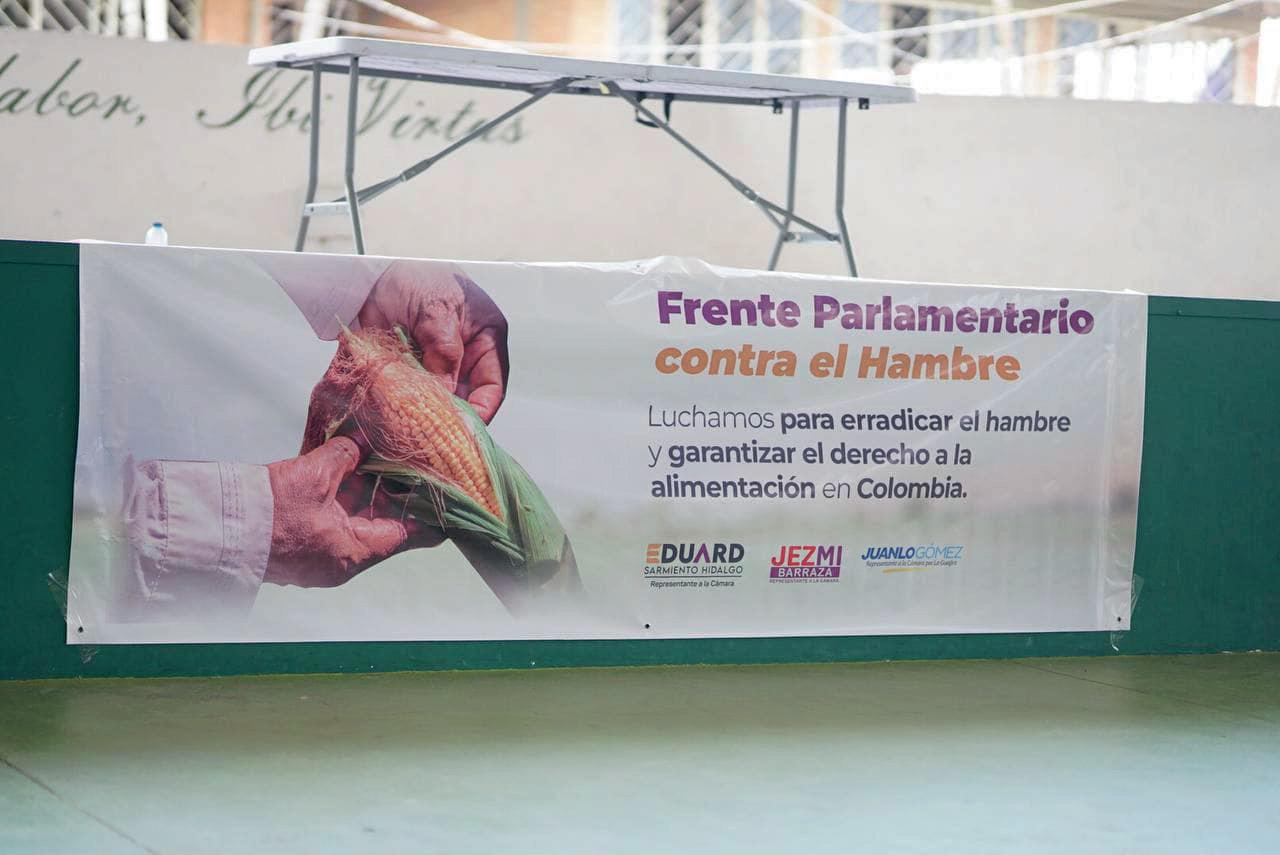 labor, Ibi Virtus
Frente Parlamentario
contra el Hambre
Luchamos para erradicar el hambre
y garantizar el derecho a la
alimentación en Colombia.
EDUARD
SARMIENTO HIDALGO
Representante a la Cámara
JEZMI
BARRAZA
REPRESENTANTE A LA CÁMARA
JUANLOGÓMEZ
Representante a la Cámara por La Guajira